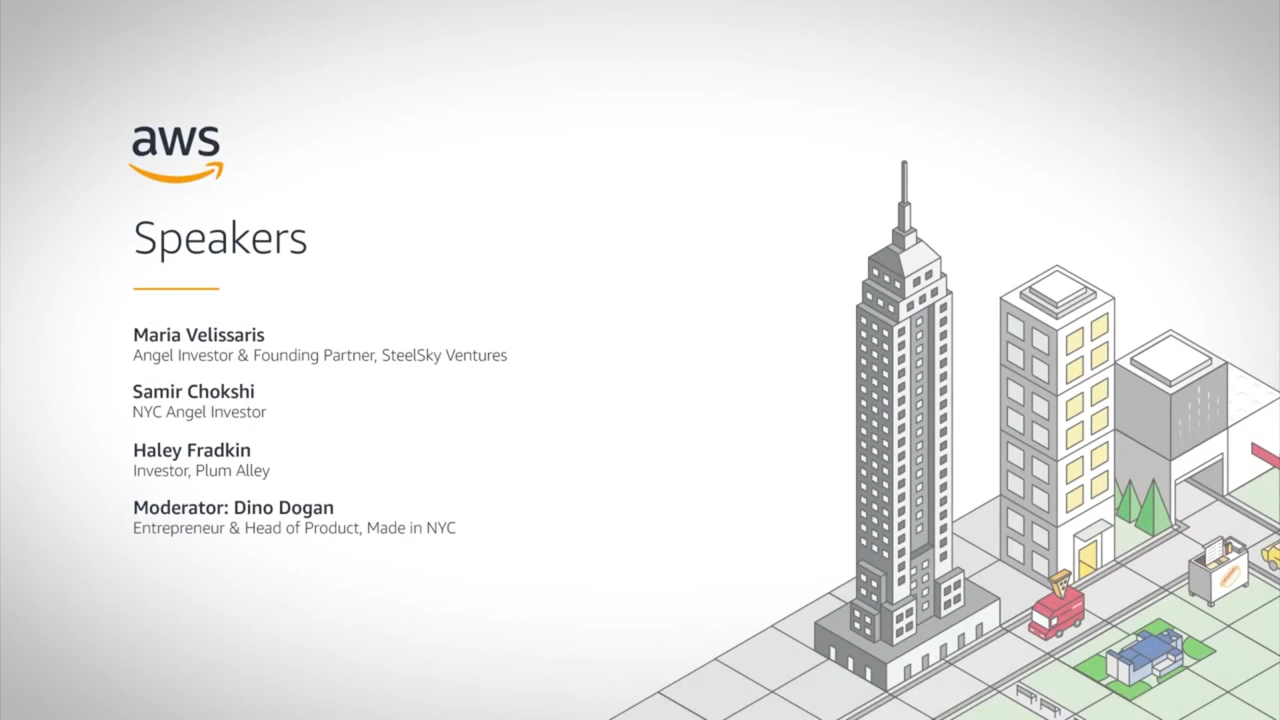 aws
Speakers
Maria Velissaris
Angel Investor & Founding Partner, SteelSky Ventures
Samir Chokshi
NYC Angel Investor
Haley Fradkin
Investor, Plum Alley
Moderator: Dino Dogan
Entrepreneur & Head of Product, Made in NYC